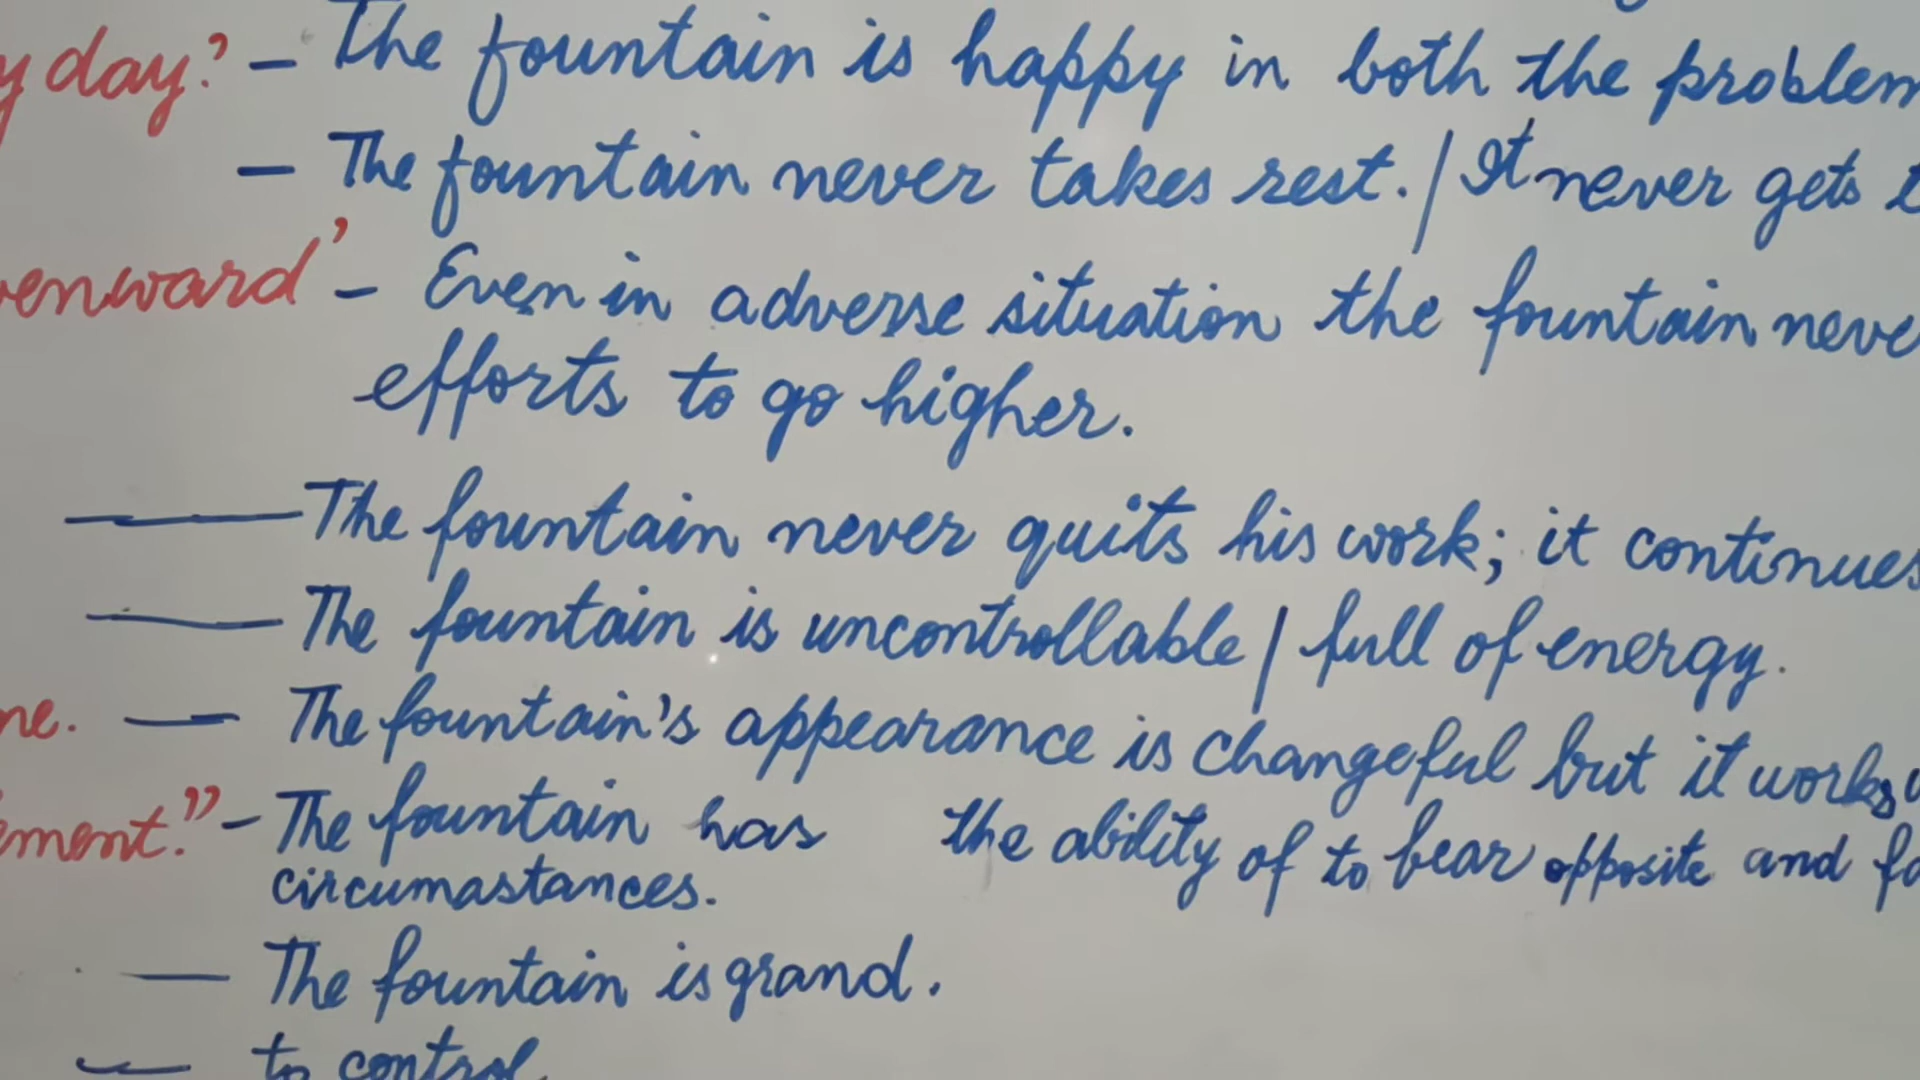 y day? - The fountain is happy in both the problem
- The fountain never takes rest. / It never gets t
venward' - Even in adverse situation the fountain neve
efforts to go higher.
The fountain never quits his work; it continues
The fountain is uncontrollable / full of energy.
ne. - The fountain's appearance is changeful but it works
ement." - The fountain has the ability of to bear opposite and fa
circumastances.
The fountain is grand.
to control